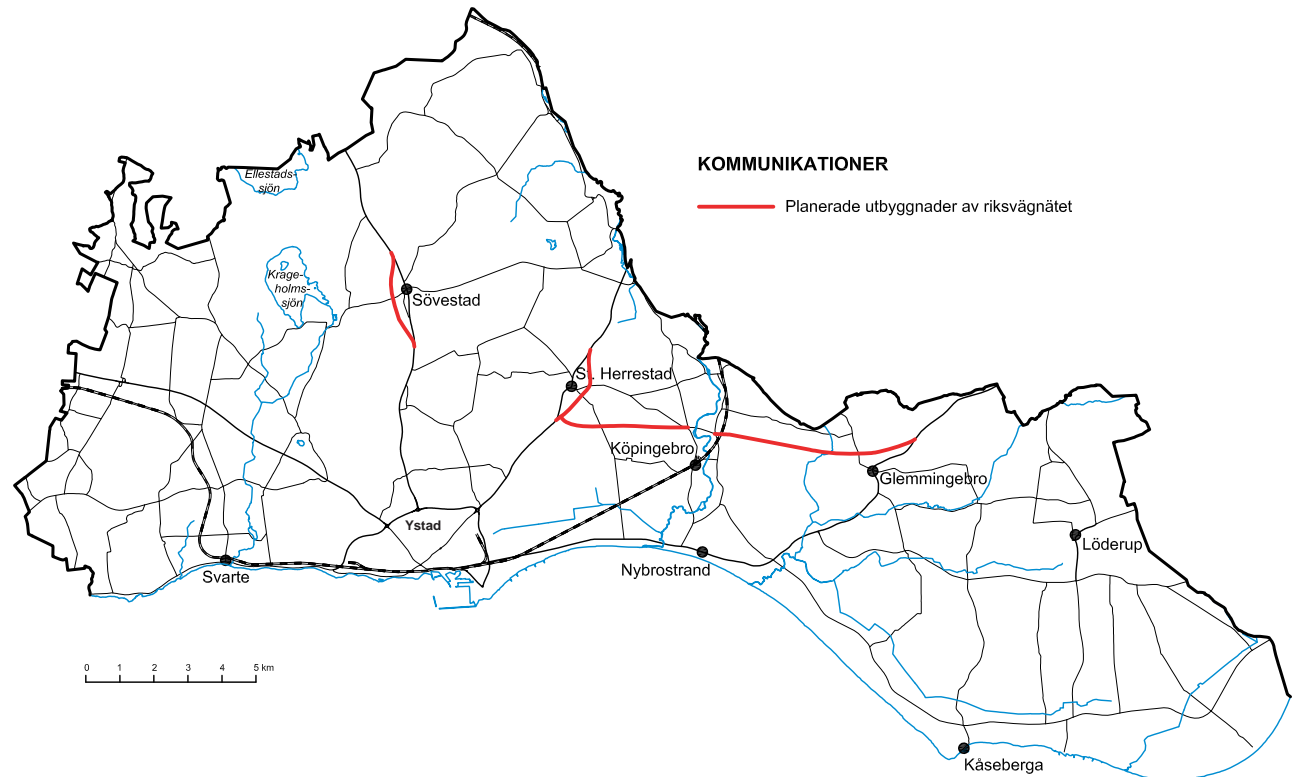 Ellestads-
sjön
KOMMUNIKATIONER
Planerade utbyggnader av riksvägnätet
Krage-
holms-
sjön
Sövestad
St. Herrestad
Köpingebro
Glemmingebro
Ystad
Löderup
Nybrostrand
Svarte
0 1 2 3 4 5 km
Kåseberga